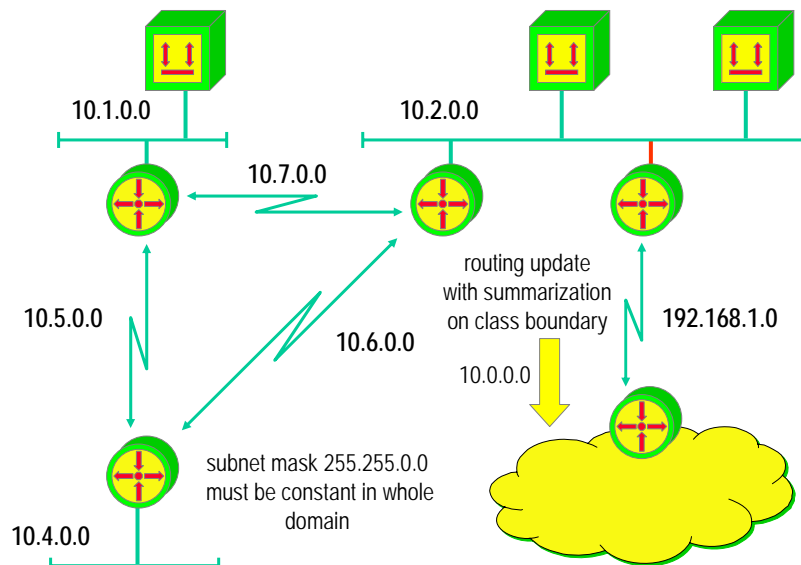 10.1.0.0
10.2.0.0
10.7.0.0
routing update
with summarization
on class boundary
10.5.0.0
10.6.0.0
192.168.1.0
10.0.0.0
subnet mask 255.255.0.0
must be constant in whole
domain
10.4.0.0